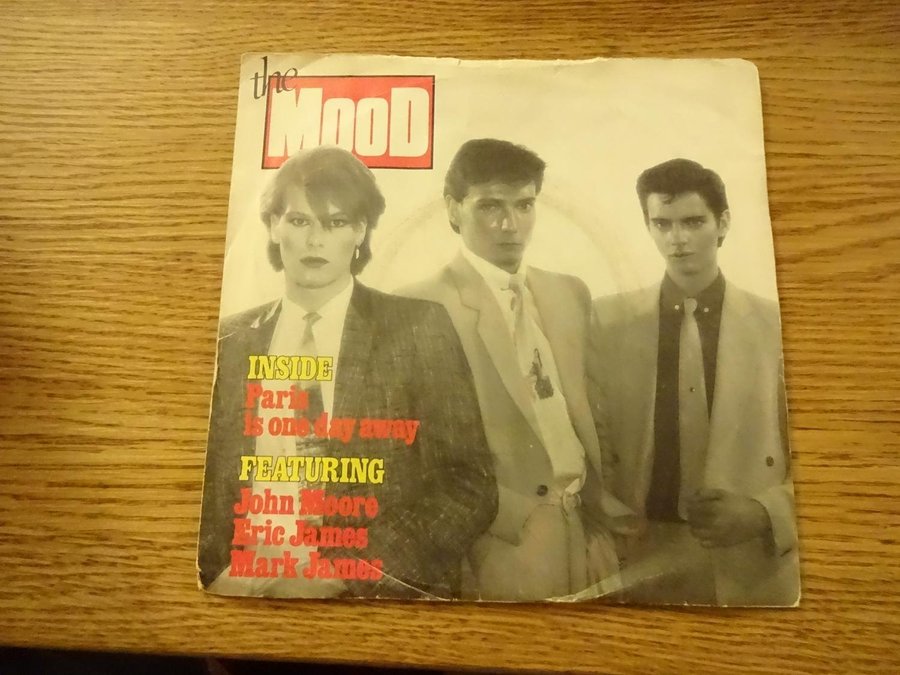 the
MOOD
INSIDE
Paris
is one day away
FEATURING
John Moore
Eric James
Mark James